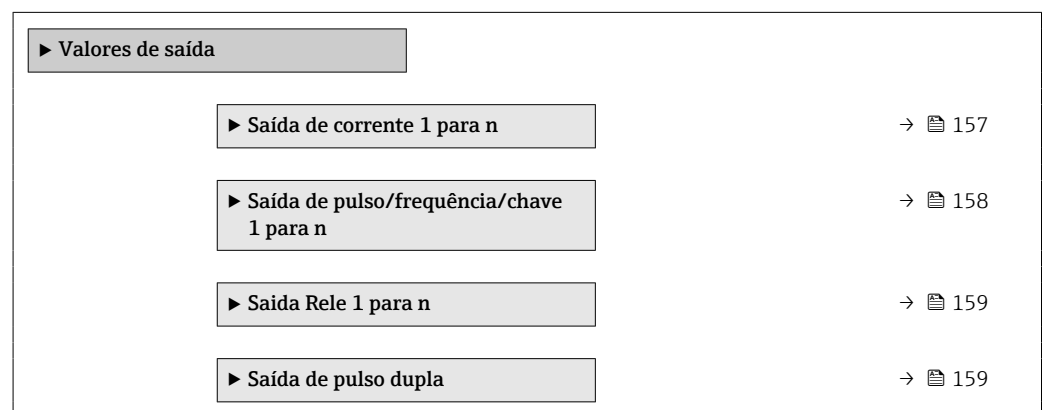 ▶ Valores de saída
▶ Saída de corrente 1 para n → 157
▶ Saída de pulso/frequência/chave → 158
1 para n
▶ Saida Rele 1 para n → 159
▶ Saída de pulso dupla → 159